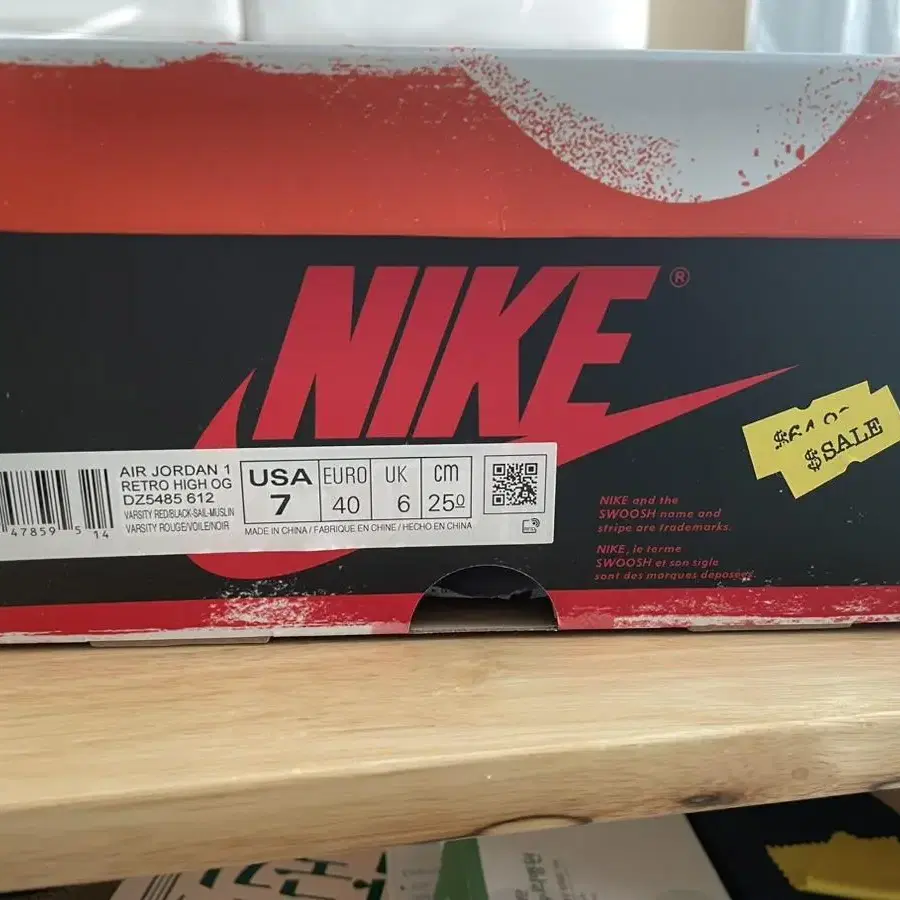 NIKE®
$SALE
AIR JORDAN 1
RETRO HIGH OG
DZ5485 612
VARSITY RED/BLACK-SAIL-MUSLIN
VARSITY ROUGE/VOILE/NOIR
USA
7
EURO
40
UK
6
cm
25⁰
MADE IN CHINA / FABRIQUE EN CHINE / HECHO EN CHINA
47859 5 14
NIKE and the
SWOOSH name and
stripe are trademarks.
NIKE, le terme
SWOOSH et son sigle
sont des marques déposées.